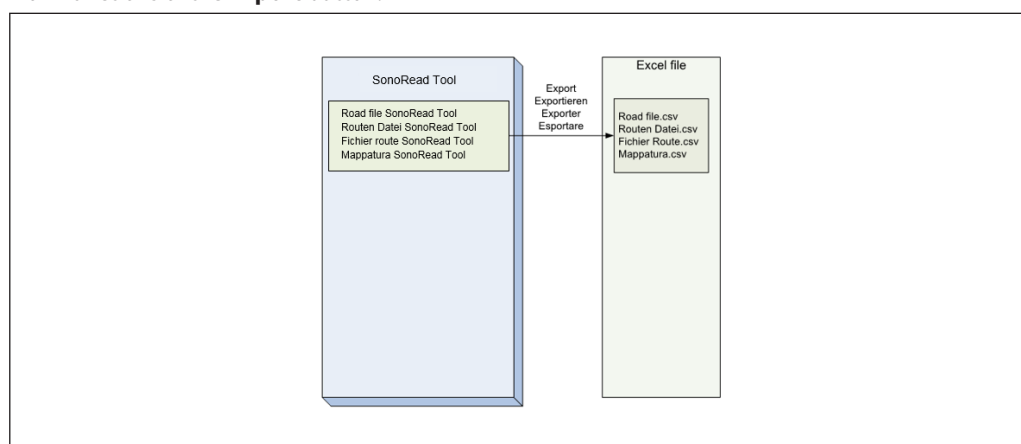 SonoRead Tool
Road file SonoRead Tool
Routen Datei SonoRead Tool
Fichier route SonoRead Tool
Mappatura SonoRead Tool
Export
Exportieren
Exporter
Esportare
Excel file
Road file.csv
Routen Datei.csv
Fichier Route.csv
Mappatura.csv